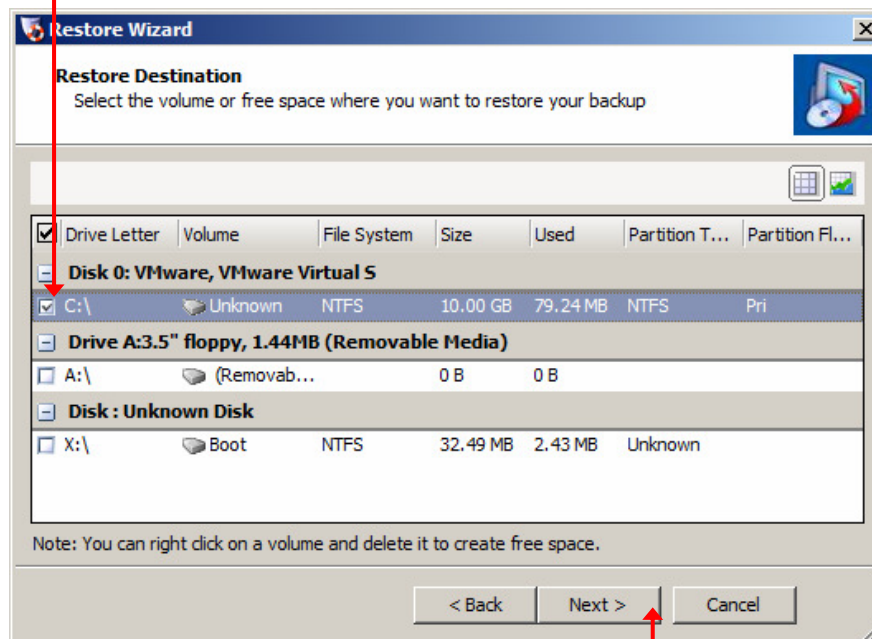 Restore Wizard
Restore Destination
Select the volume or free space where you want to restore your backup
Drive Letter Volume File System Size Used Partition T... Partition Fl...
Disk 0: VMware, VMware Virtual S
C:\ Unknown NTFS 10.00 GB 79.24 MB NTFS Pri
Drive A:3.5" floppy, 1.44MB (Removable Media)
A:\ (Removab... 0 B 0 B
Disk : Unknown Disk
X:\ Boot NTFS 32.49 MB 2.43 MB Unknown
Note: You can right click on a volume and delete it to create free space.
< Back Next > Cancel